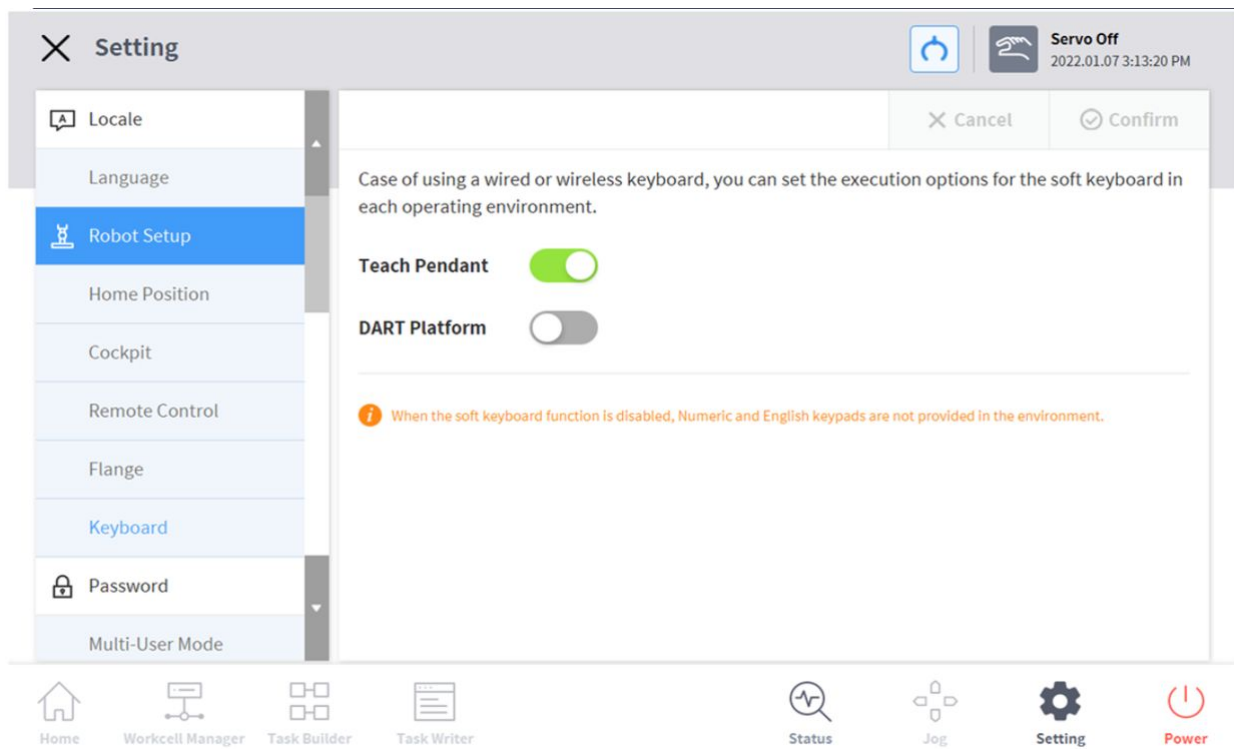 Setting
Servo Off
2022.01.07 3:13:20 PM
A Locale
Language
Robot Setup
Home Position
Cockpit
Remote Control
Flange
Keyboard
Password
Multi-User Mode
Cancel
Confirm
Case of using a wired or wireless keyboard, you can set the execution options for the soft keyboard in
each operating environment.
Teach Pendant
DART Platform
i When the soft keyboard function is disabled, Numeric and English keypads are not provided in the environment.
Home
Workcell Manager
Task Builder
Task Writer
Status
Jog
Setting
Power